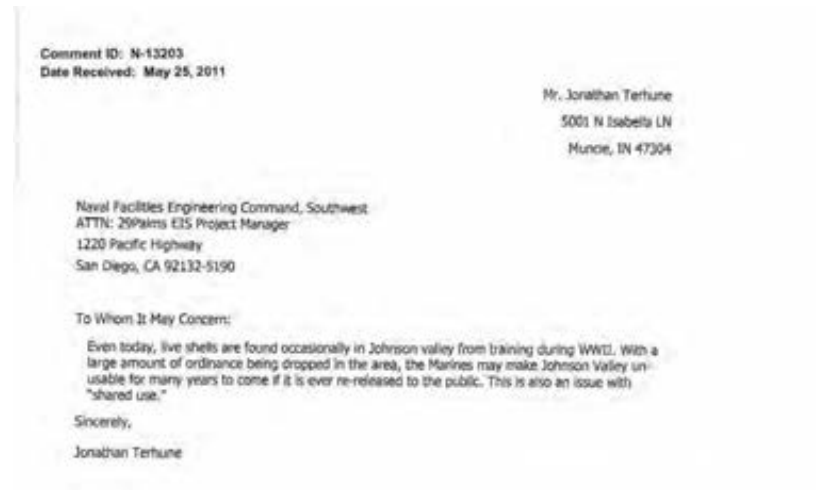 Comment ID: N-13203
Date Received: May 25, 2011
Mr. Jonathan Terhune
5001 N Isabella LN
Muncie, IN 47304
Naval Facilities Engineering Command, Southwest
ATTN: 29Palms EIS Project Manager
1220 Pacific Highway
San Diego, CA 92132-5190
To Whom It May Concern:
Even today, live shells are found occasionally in Johnson valley from training during WWII. With a
large amount of ordinance being dropped in the area, the Marines may make Johnson Valley un-
usable for many years to come if it is ever re-released to the public. This is also an issue with
"shared use."
Sincerely,
Jonathan Terhune